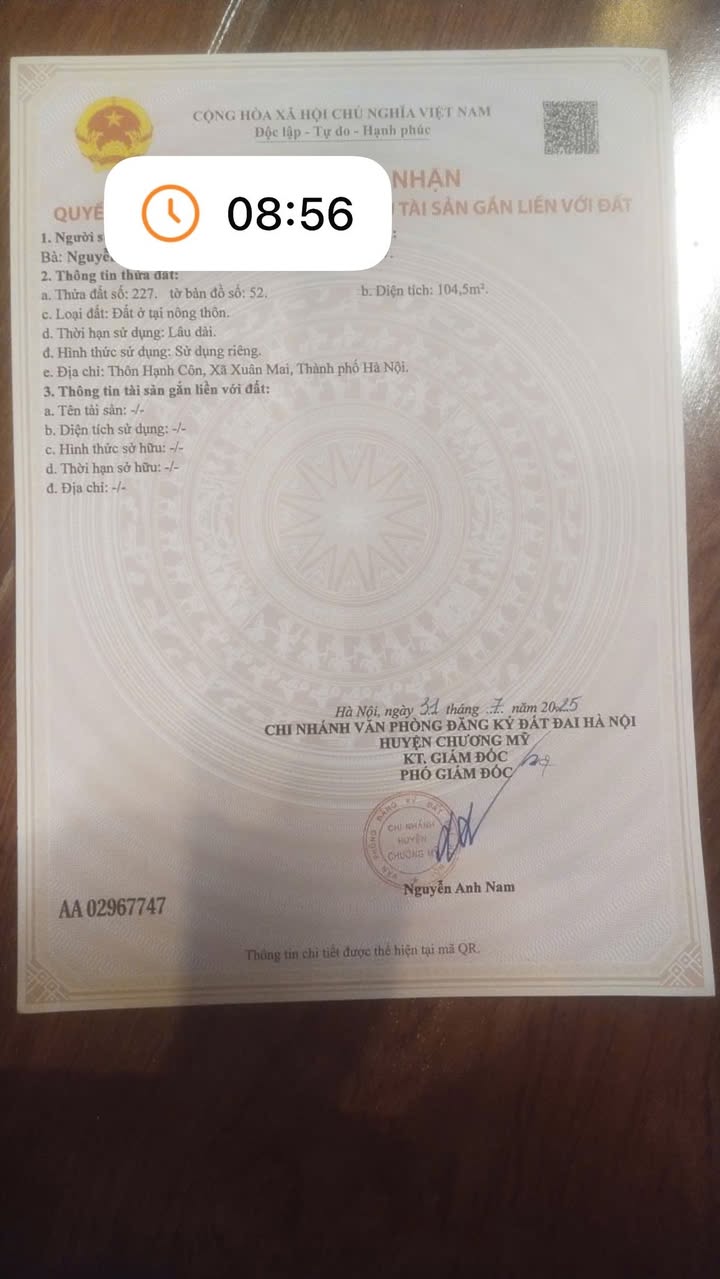 CỘNG HÒA XÃ HỘI CHỦ NGHĨA VIỆT NAM
Độc lập - Tự do - Hạnh phúc
NHẬN
TÀI SẢN GẮN LIỀN VỚI ĐẤT
08:56
1. Người
Bà:
2. Thông tin thửa đất:
a. Thửa đất số: 227. tờ bản đồ số: 52. b. Diện tích: 104,5m².
c. Loại đất: Đất ở tại nông thôn.
d. Thời hạn sử dụng: Lâu dài.
đ. Hình thức sử dụng: Sử dụng riêng.
e. Địa chỉ: Thôn Hạnh Côn, Xã Xuân Mai, Thành phố Hà Nội.
3. Thông tin tài sản gắn liền với đất:
a. Tên tài sản: -/-
b. Diện tích sử dụng: -/-
c. Hình thức sở hữu: -/-
d. Thời hạn sở hữu: -/-
đ. Địa chỉ: -/-
Hà Nội, ngày 31 tháng 7 năm 2025
CHI NHÁNH VĂN PHÒNG ĐĂNG KÝ ĐẤT ĐAI HÀ NỘI
HUYỆN CHƯƠNG MỸ
KT. GIÁM ĐỐC
PHÓ GIÁM ĐỐC
CHI NHÁNH
HUYỆN
CHƯƠNG MỸ
Nguyễn Anh Nam
AA 02967747
Thông tin chi tiết được thể hiện tại mã QR.